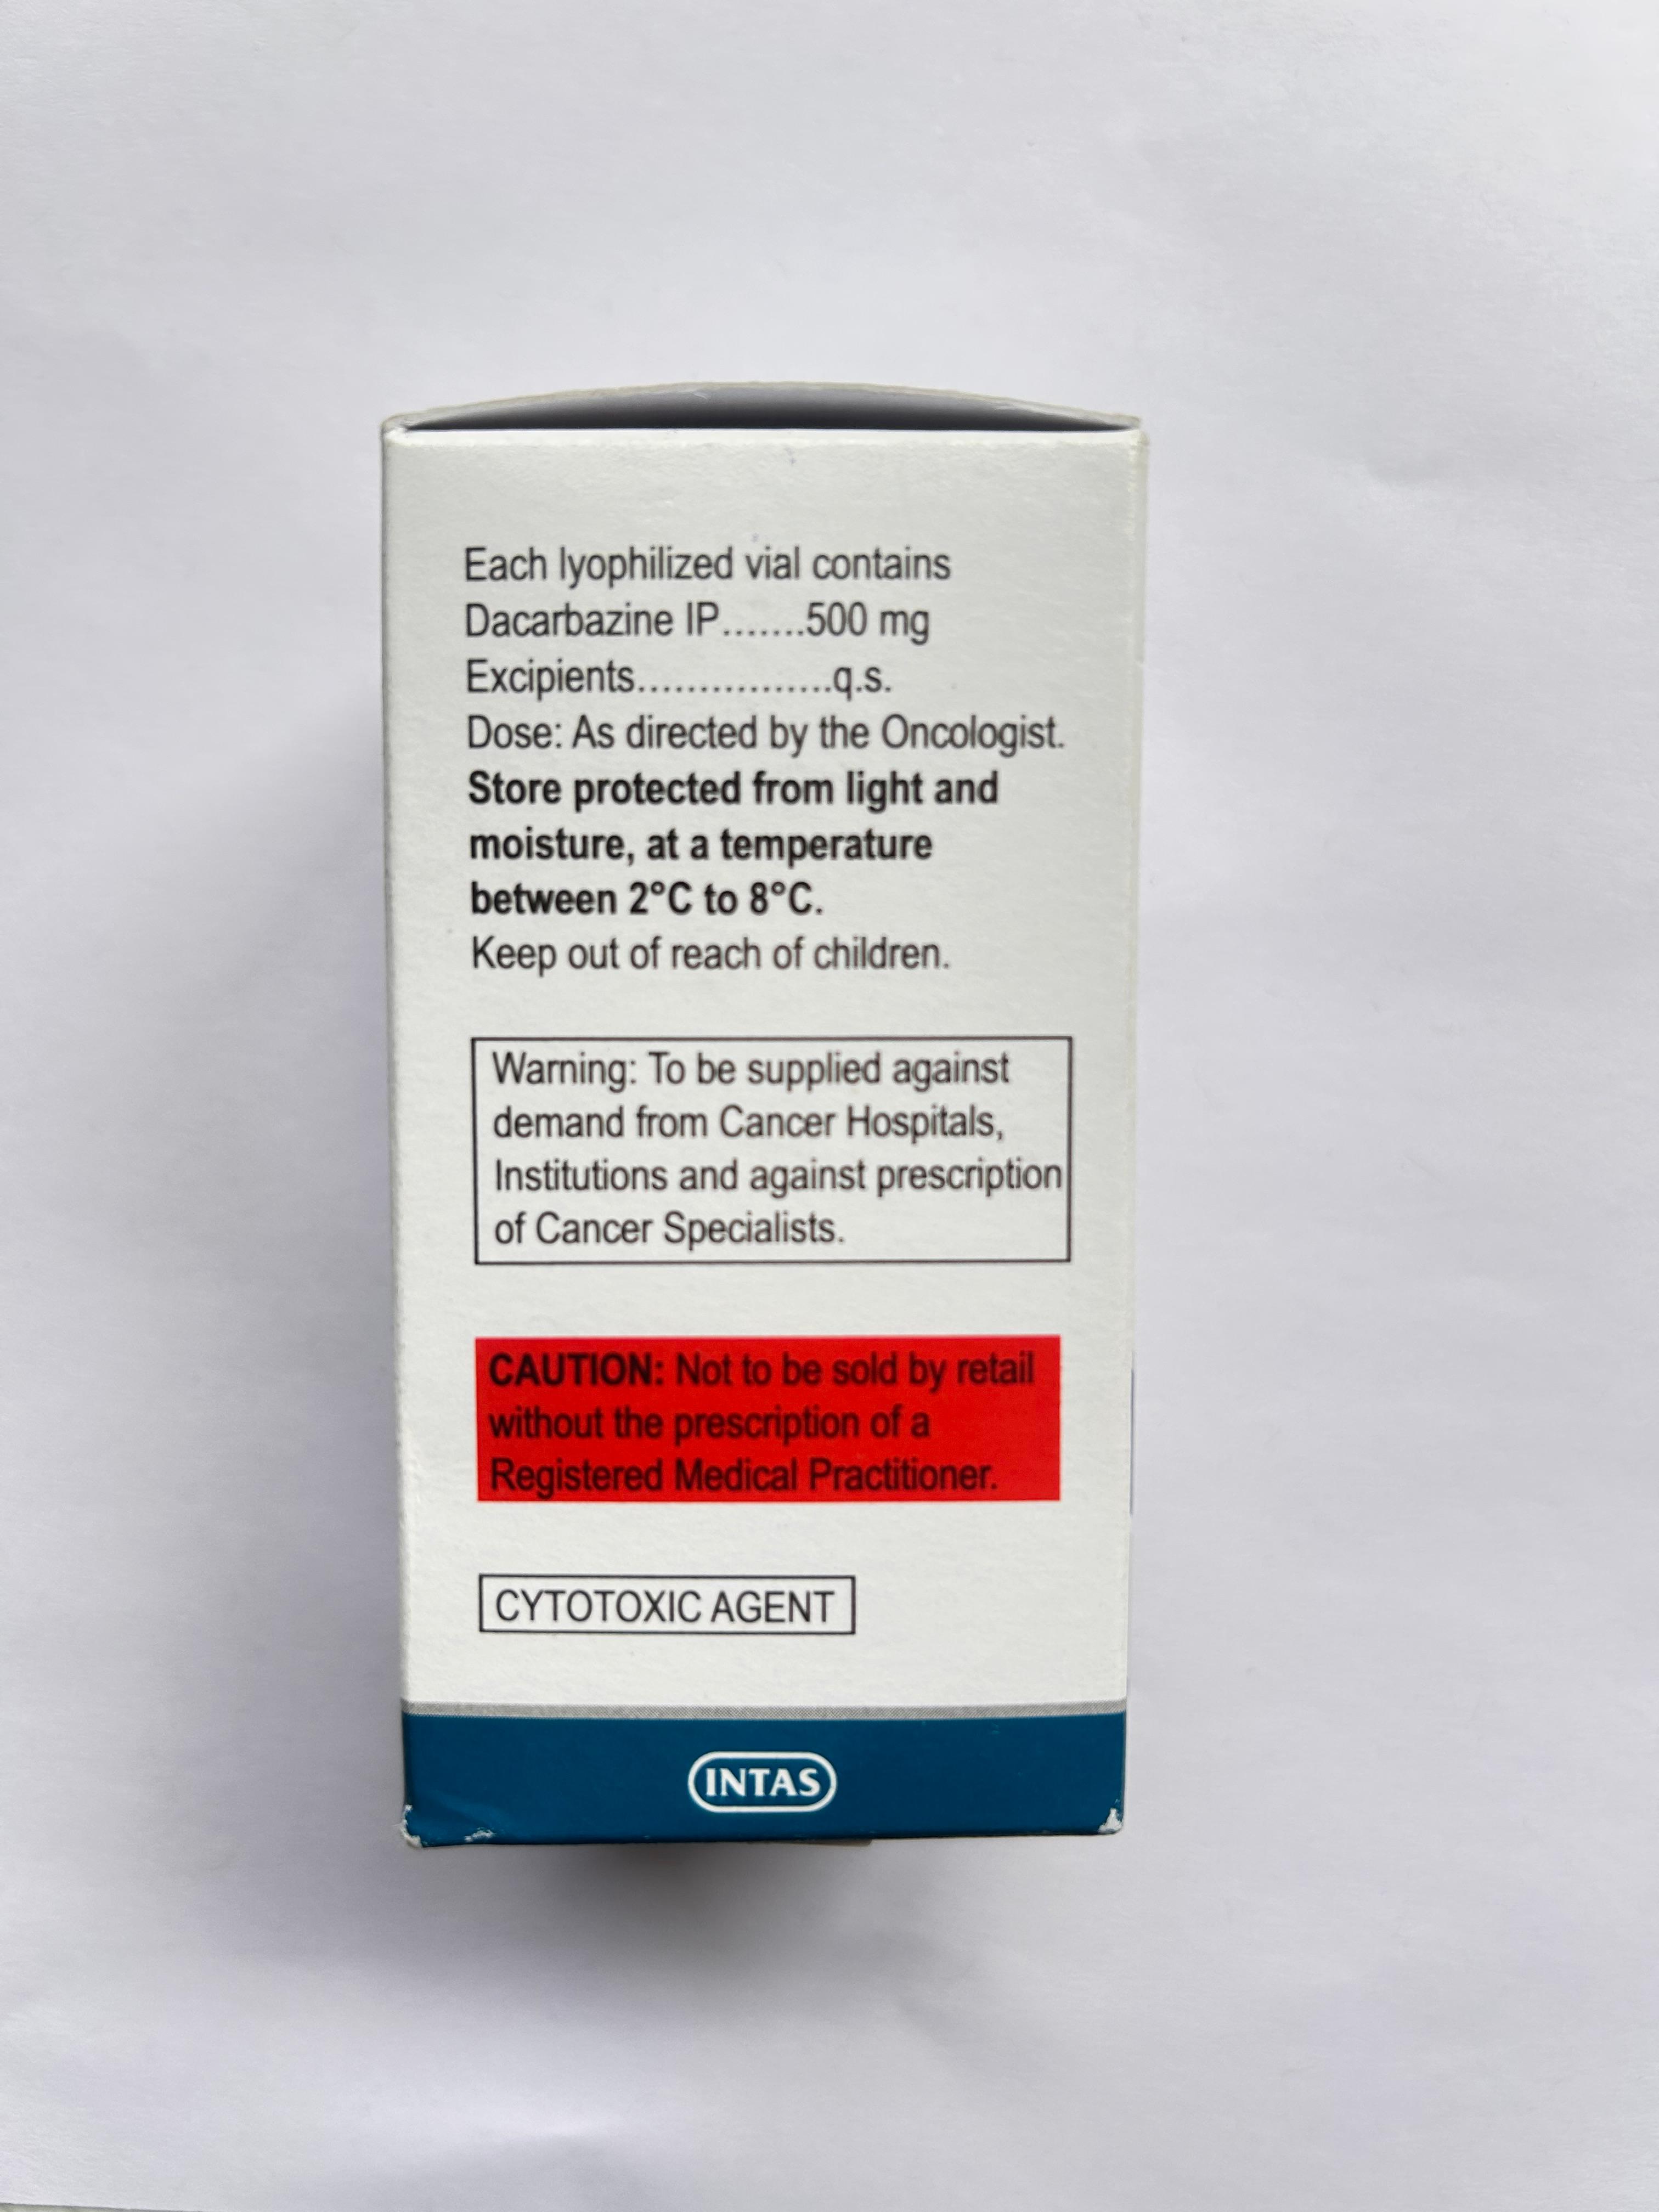 Each lyophilized vial contains
Dacarbazine IP.......500 mg
Excipients................q.s.
Dose: As directed by the Oncologist.
Store protected from light and
moisture, at a temperature
between 2°C to 8°C.
Keep out of reach of children.
Warning: To be supplied against
demand from Cancer Hospitals,
Institutions and against prescription
of Cancer Specialists.
CAUTION: Not to be sold by retail
without the prescription of a
Registered Medical Practitioner.
CYTOTOXIC AGENT
INTAS